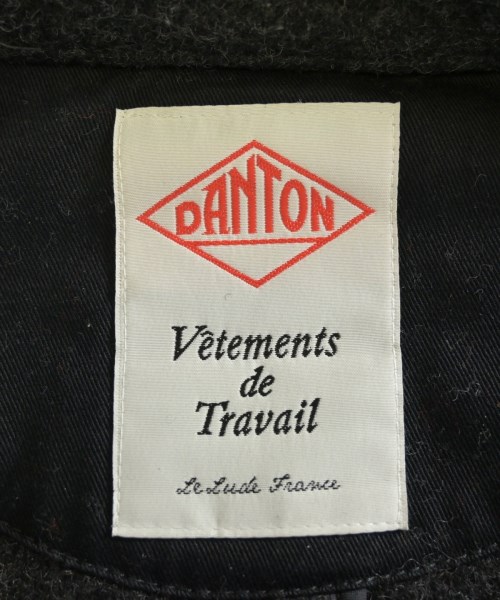 DANTON
Vêtements
de
Travail
Le Lude France